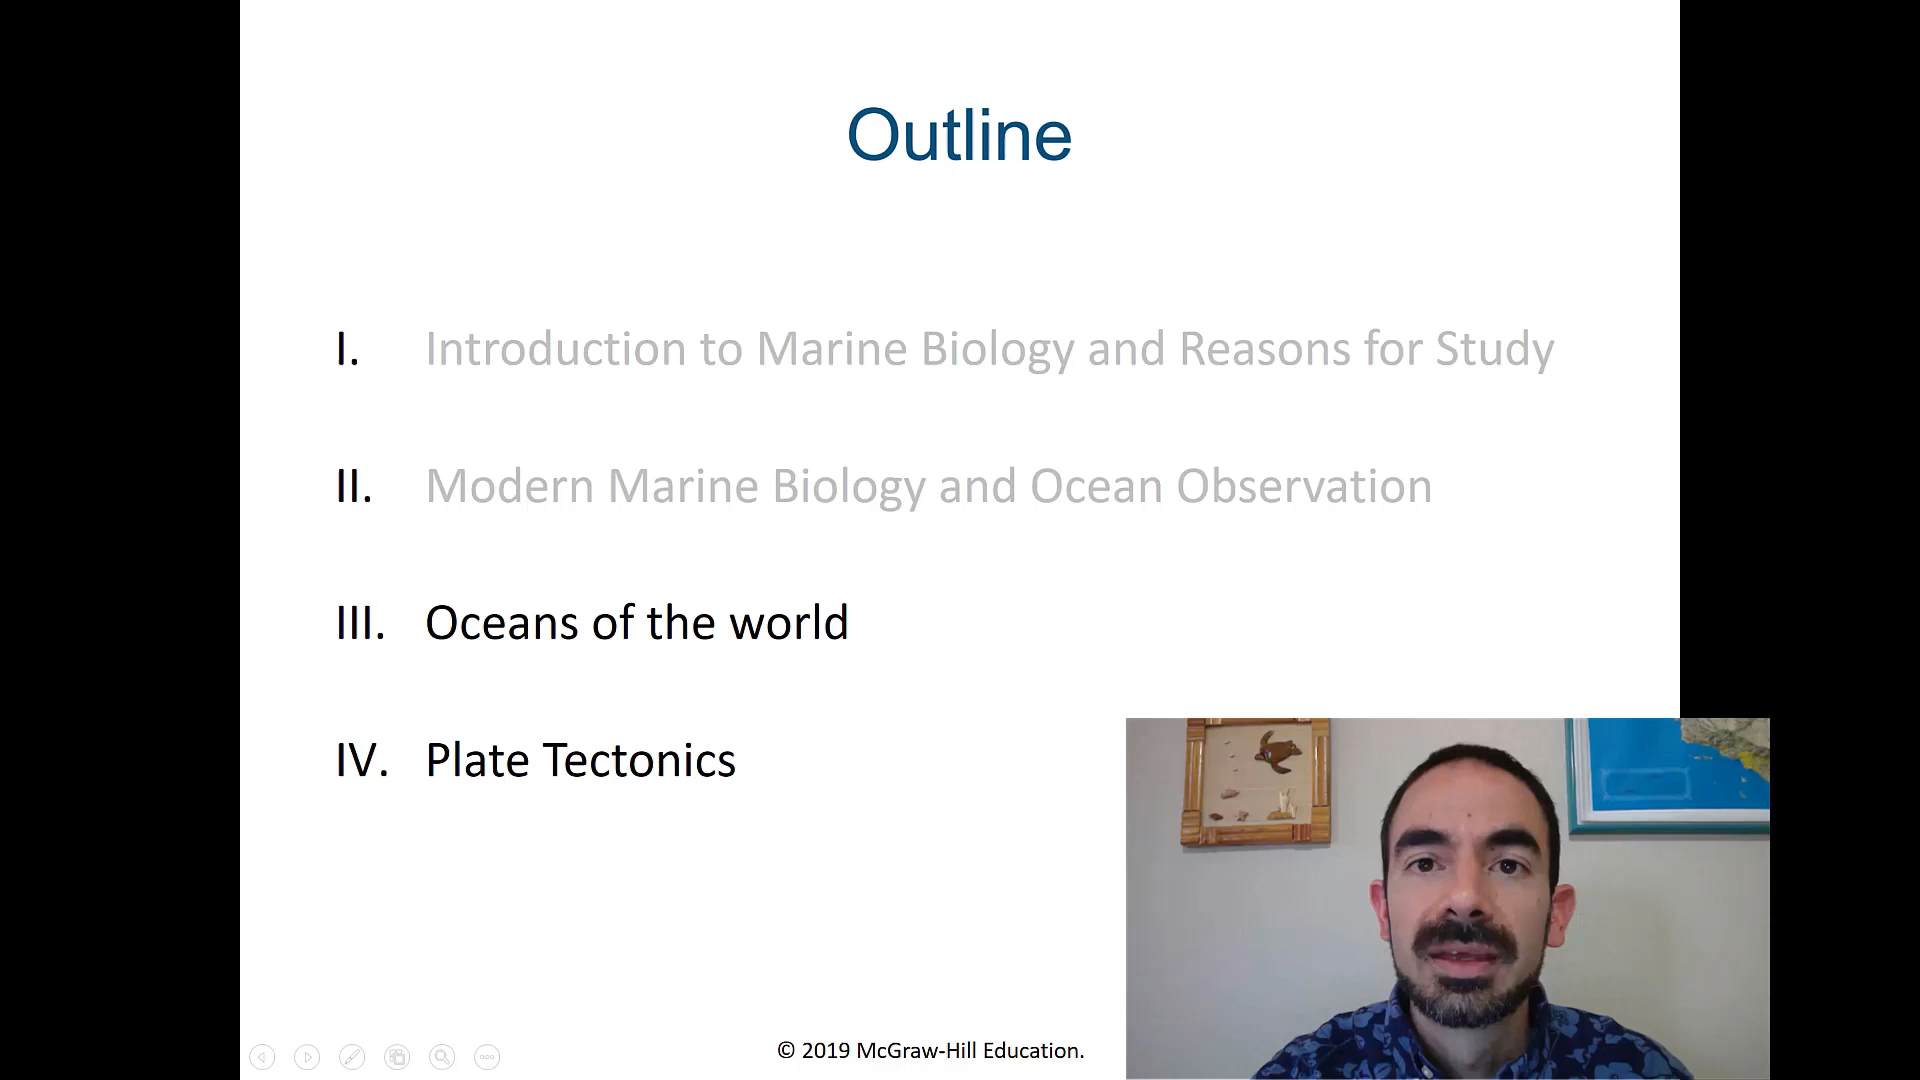 Outline
I. Introduction to Marine Biology and Reasons for Study
II. Modern Marine Biology and Ocean Observation
III. Oceans of the world
IV. Plate Tectonics
© 2019 McGraw-Hill Education.